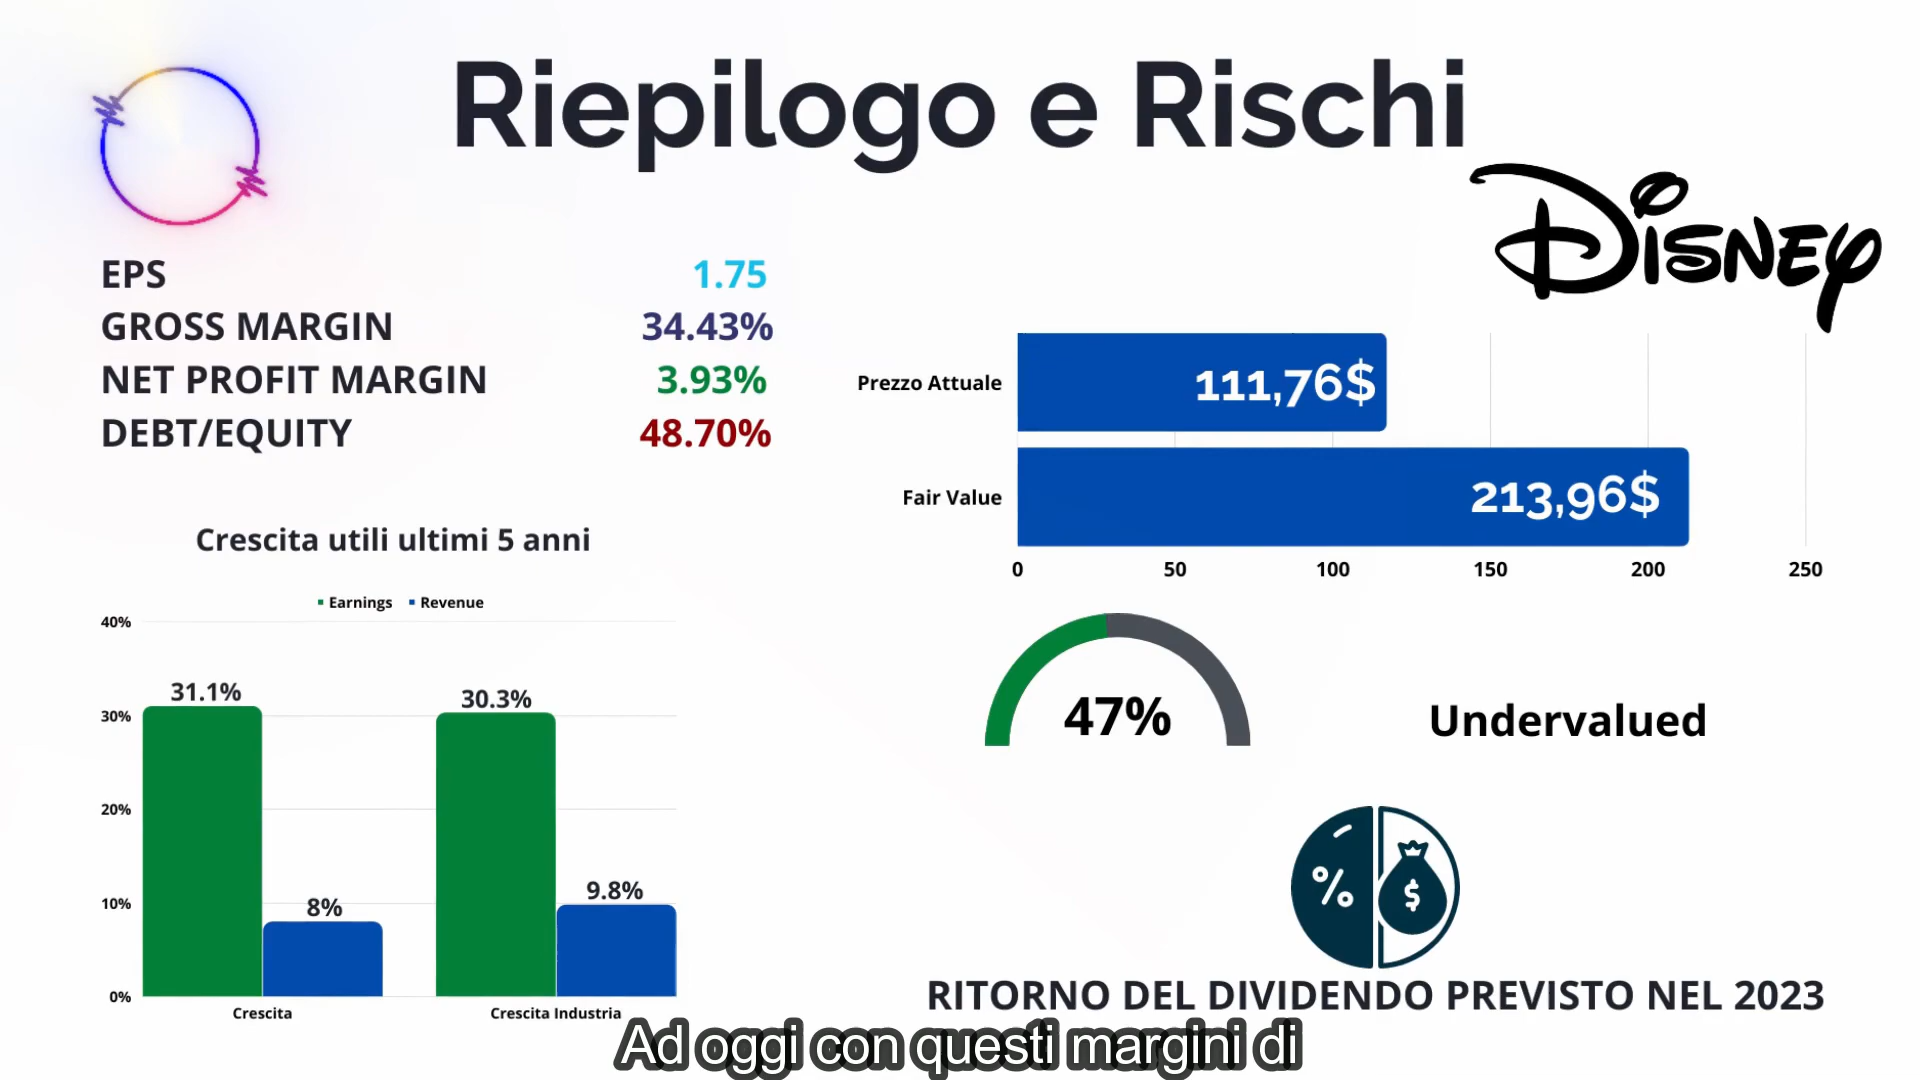 Riepilogo e Rischi
Disney
EPS 1.75
GROSS MARGIN 34.43%
NET PROFIT MARGIN 3.93%
DEBT/EQUITY 48.70%
Prezzo Attuale 111,76$
Fair Value 213,96$
0 50 100 150 200 250
Crescita utili ultimi 5 anni
Earnings Revenue
40%
30%
20%
10%
0%
31.1%
8%
30.3%
9.8%
Crescita Crescita Industria
47%
Undervalued
% $
RITORNO DEL DIVIDENDO PREVISTO NEL 2023
Ad oggi con questi margini di